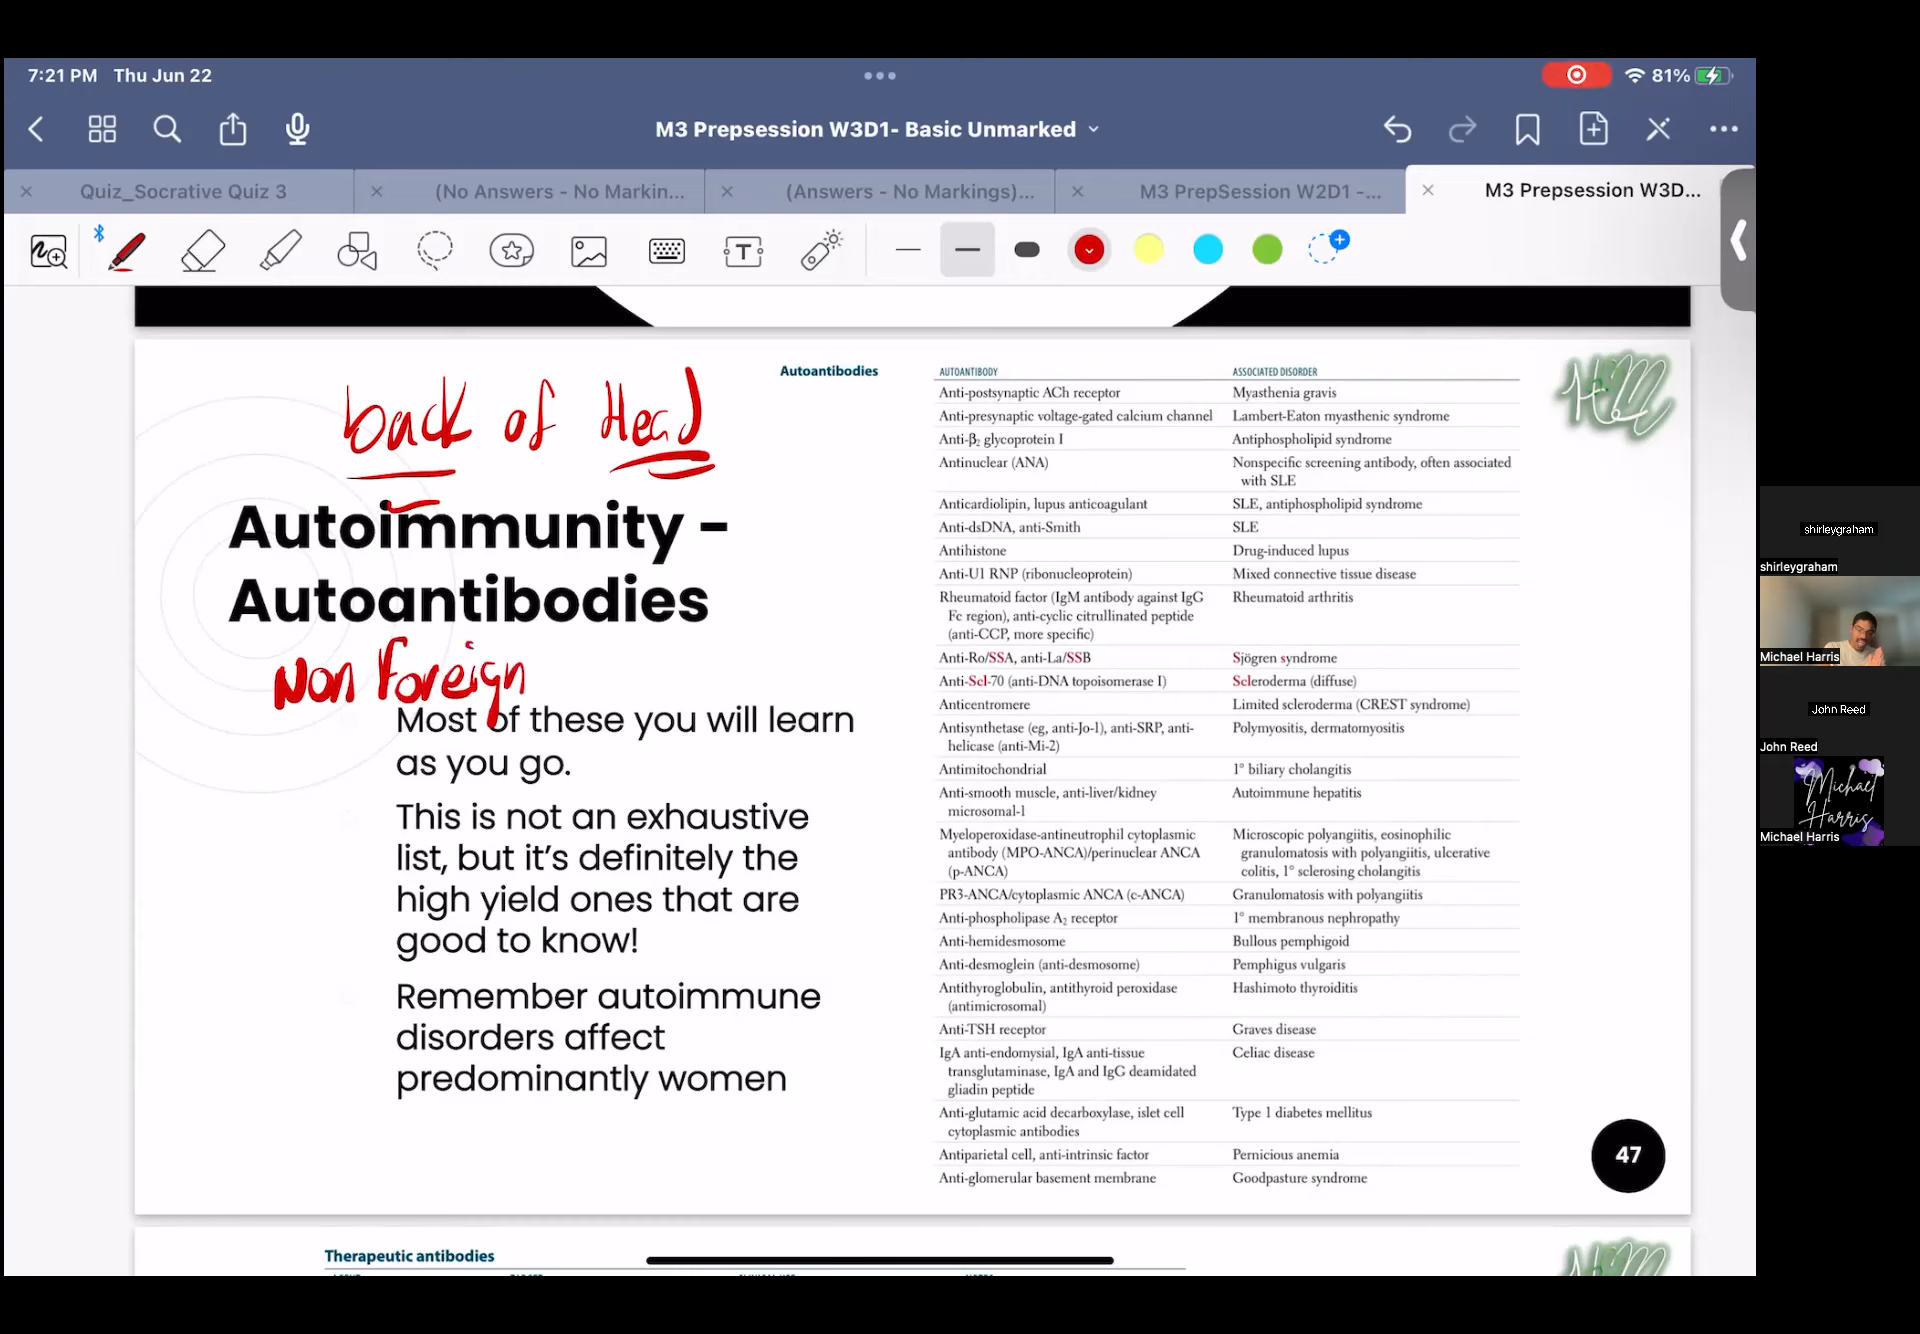 7:21 PM Thu Jun 22
81%
M3 Prepsession W3D1- Basic Unmarked
Quiz_Socrative Quiz 3
(No Answers - No Markin...
(Answers - No Markings)...
M3 PrepSession W2D1 -...
M3 Prepsession W3D...
back of Head
Autoimmunity -
Autoantibodies
Non Foreign
Most of these you will learn
as you go.
This is not an exhaustive
list, but it's definitely the
high yield ones that are
good to know!
Remember autoimmune
disorders affect
predominantly women
Autoantibodies
AUTOANTIBODY ASSOCIATED DISORDER
Anti-postsynaptic ACh receptor Myasthenia gravis
Anti-presynaptic voltage-gated calcium channel Lambert-Eaton myasthenic syndrome
Anti-β₂ glycoprotein I Antiphospholipid syndrome
Antinuclear (ANA) Nonspecific screening antibody, often associated
with SLE
Anticardiolipin, lupus anticoagulant SLE, antiphospholipid syndrome
Anti-dsDNA, anti-Smith SLE
Antihistone Drug-induced lupus
Anti-U1 RNP (ribonucleoprotein) Mixed connective tissue disease
Rheumatoid factor (IgM antibody against IgG Rheumatoid arthritis
Fc region), anti-cyclic citrullinated peptide
(anti-CCP, more specific)
Anti-Ro/SSA, anti-La/SSB Sjögren syndrome
Anti-Scl-70 (anti-DNA topoisomerase I) Scleroderma (diffuse)
Anticentromere Limited scleroderma (CREST syndrome)
Antisynthetase (eg, anti-Jo-1), anti-SRP, anti- Polymyositis, dermatomyositis
helicase (anti-Mi-2)
Antimitochondrial 1° biliary cholangitis
Anti-smooth muscle, anti-liver/kidney Autoimmune hepatitis
microsomal-1
Myeloperoxidase-antineutrophil cytoplasmic Microscopic polyangiitis, eosinophilic
antibody (MPO-ANCA)/perinuclear ANCA granulomatosis with polyangiitis, ulcerative
(p-ANCA) colitis, 1° sclerosing cholangitis
PR3-ANCA/cytoplasmic ANCA (c-ANCA) Granulomatosis with polyangiitis
Anti-phospholipase A₂ receptor 1° membranous nephropathy
Anti-hemidesmosome Bullous pemphigoid
Anti-desmoglein (anti-desmosome) Pemphigus vulgaris
Antithyroglobulin, antithyroid peroxidase Hashimoto thyroiditis
(antimicrosomal)
Anti-TSH receptor Graves disease
IgA anti-endomysial, IgA anti-tissue Celiac disease
transglutaminase, IgA and IgG deamidated
gliadin peptide
Anti-glutamic acid decarboxylase, islet cell Type 1 diabetes mellitus
cytoplasmic antibodies
Antiparietal cell, anti-intrinsic factor Pernicious anemia
Anti-glomerular basement membrane Goodpasture syndrome
47
Therapeutic antibodies
shirleygraham
shirleygraham
Michael Harris
John Reed
John Reed
Michael
Harris
Michael Harris